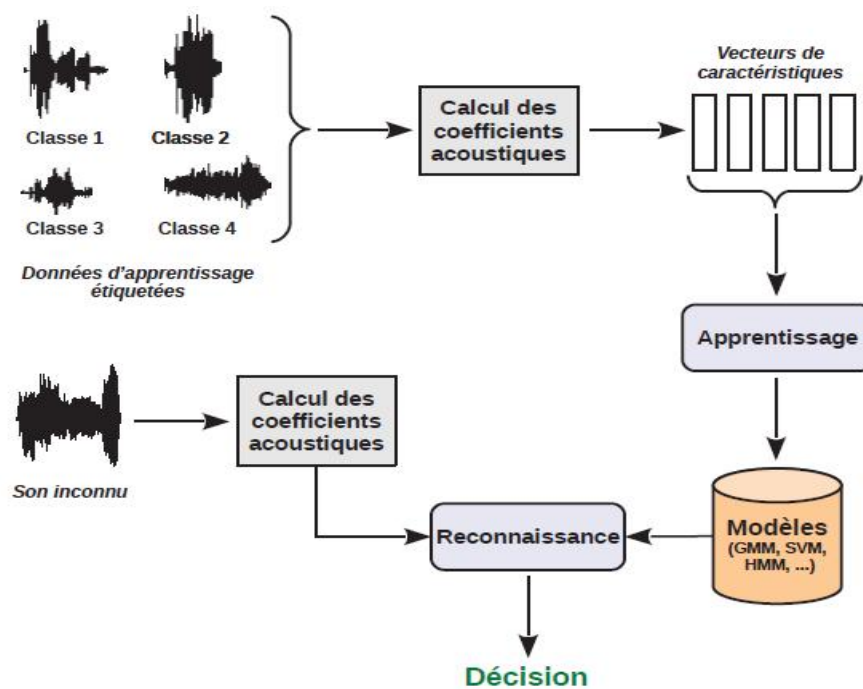 Classe 1
Classe 2
Classe 3
Classe 4
Données d'apprentissage
étiquetées
Calcul des
coefficients
acoustiques
Vecteurs de
caractéristiques
Apprentissage
Son inconnu
Calcul des
coefficients
acoustiques
Reconnaissance
Modèles
(GMM, SVM,
HMM, ...)
Décision